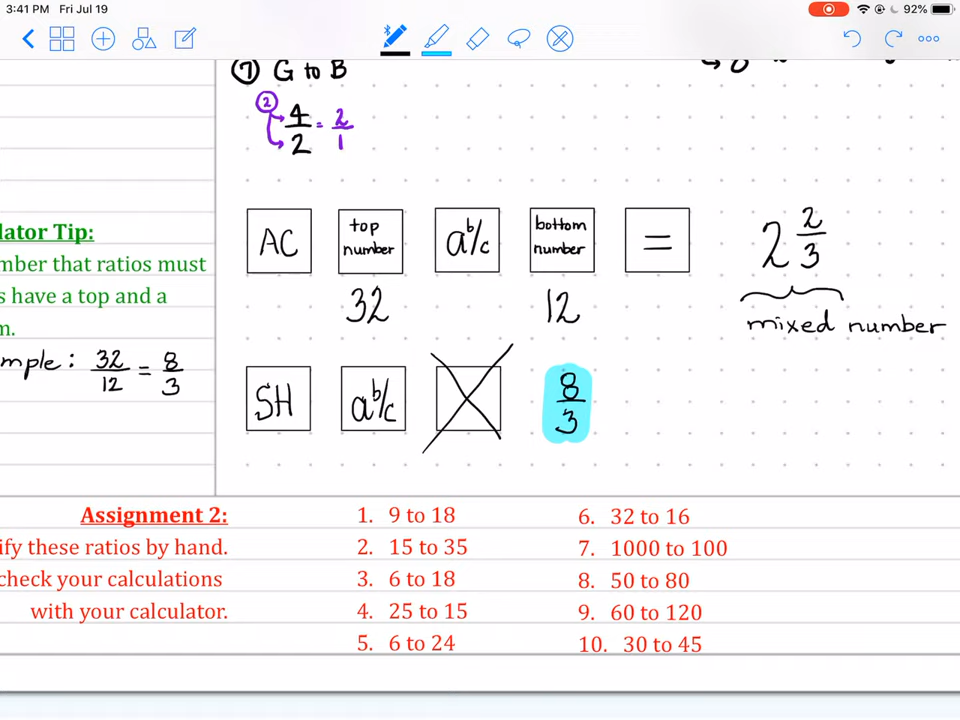 3:41 PM Fri Jul 19
92%
⑦ G to B
② 4/2 = 2/1
AC
top number
a b/c
bottom number
=
2 2/3
32
12
mixed number
SH
a b/c
8/3
lator Tip:
mber that ratios must
s have a top and a
m.
mple: 32/12 = 8/3
Assignment 2:
ify these ratios by hand.
check your calculations
with your calculator.
1. 9 to 18
2. 15 to 35
3. 6 to 18
4. 25 to 15
5. 6 to 24
6. 32 to 16
7. 1000 to 100
8. 50 to 80
9. 60 to 120
10. 30 to 45